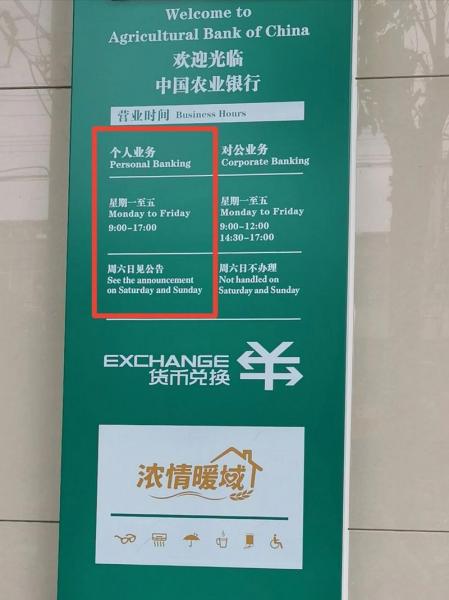 Welcome to
Agricultural Bank of China
欢迎光临
中国农业银行
营业时间 Business Hours
个人业务
Personal Banking
星期一至五
Monday to Friday
9:00-17:00
周六日见公告
See the announcement
on Saturday and Sunday
对公业务
Corporate Banking
星期一至五
Monday to Friday
9:00-12:00
14:30-17:00
周六日不办理
Not handled on
Saturday and Sunday
EXCHANGE
货币兑换
浓情暖域